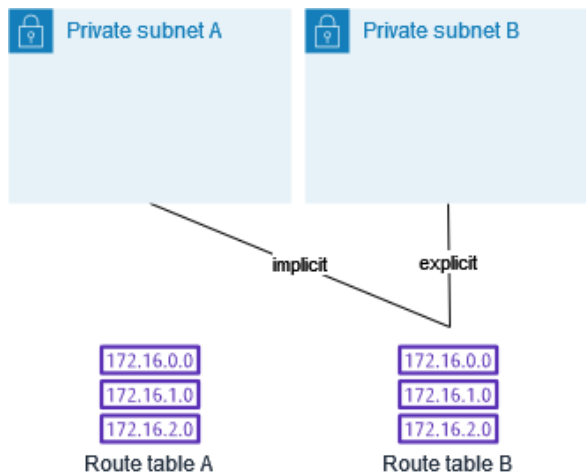 Private subnet A
Private subnet B
implicit
explicit
172.16.0.0
172.16.1.0
172.16.2.0
Route table A
172.16.0.0
172.16.1.0
172.16.2.0
Route table B